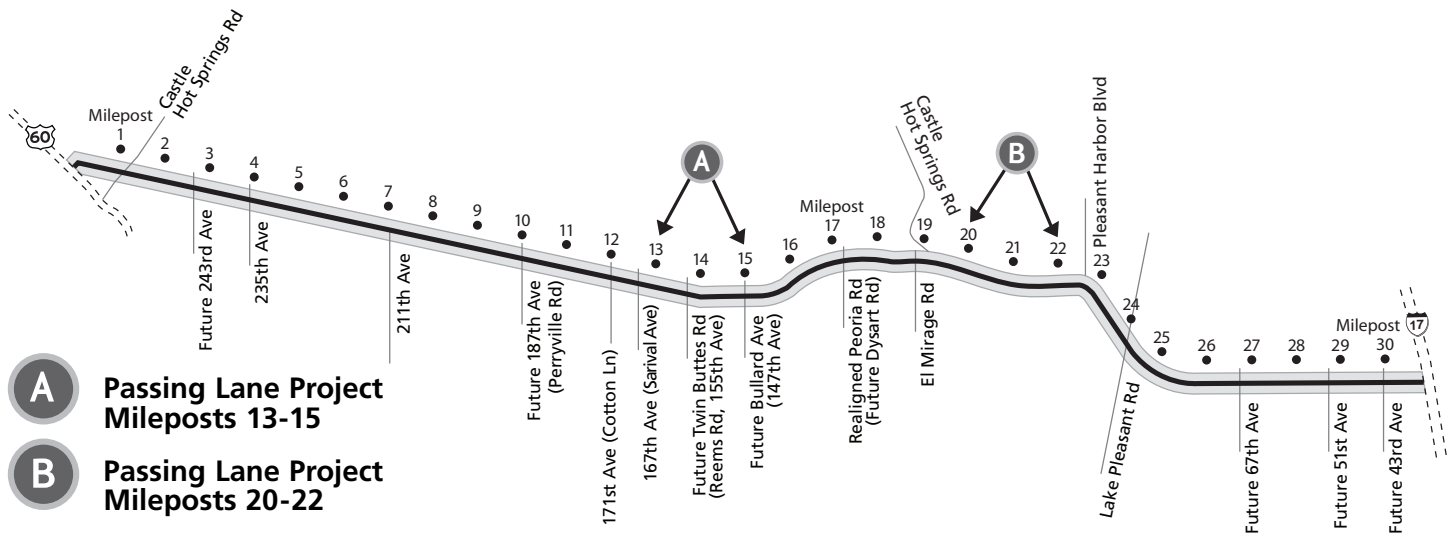 60
Milepost
Castle
Hot Springs Rd
1
2
3
4
5
6
7
8
9
10
11
12
13
14
15
16
Milepost
17
18
19
20
21
22
23
24
25
26
27
28
29
Milepost
30
17
A
B
Castle
Hot Springs Rd
Pleasant Harbor Blvd
Future 243rd Ave
235th Ave
211th Ave
Future 187th Ave
(Perryville Rd)
171st Ave (Cotton Ln)
167th Ave (Sarival Ave)
Future Twin Buttes Rd
(Reems Rd, 155th Ave)
Future Bullard Ave
(147th Ave)
Realigned Peoria Rd
(Future Dysart Rd)
El Mirage Rd
Lake Pleasant Rd
Future 67th Ave
Future 51st Ave
Future 43rd Ave
A
Passing Lane Project
Mileposts 13-15
B
Passing Lane Project
Mileposts 20-22